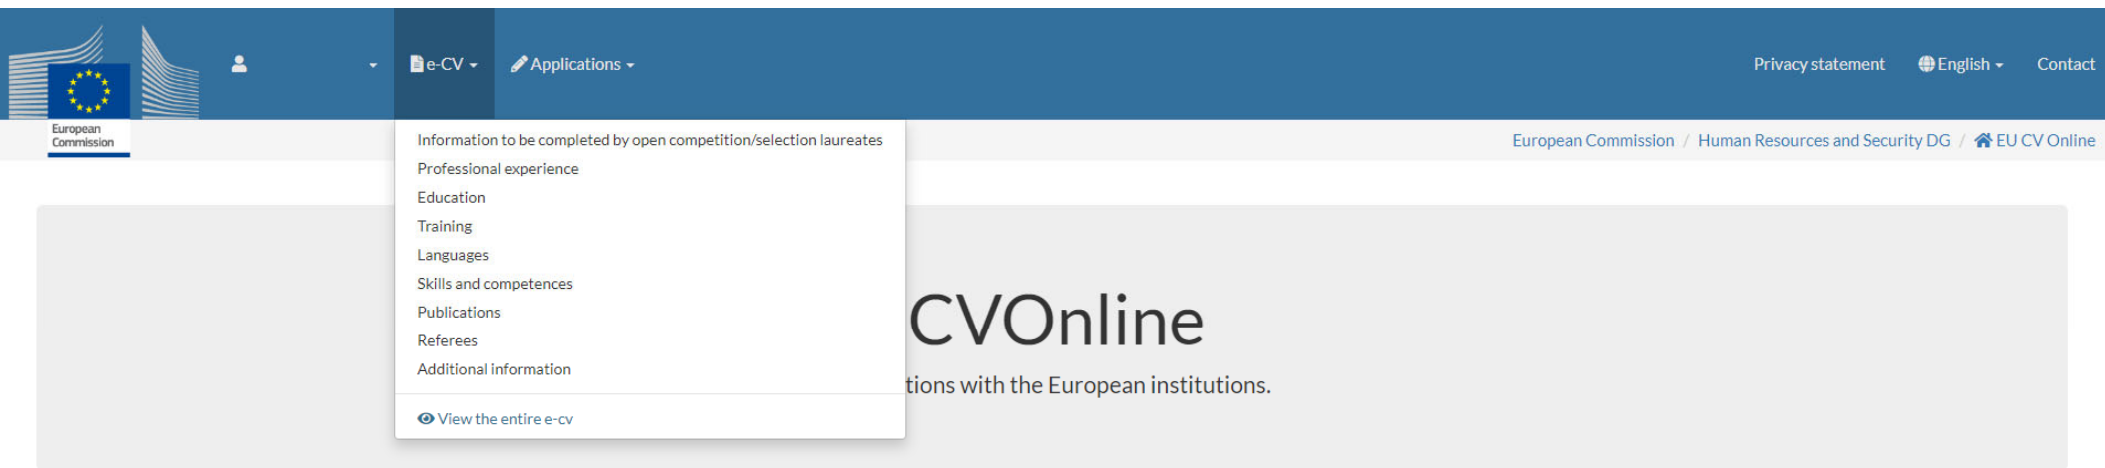 e-CV
Applications
Privacy statement
English
Contact
European
Commission
European Commission / Human Resources and Security DG / EU CV Online
Information to be completed by open competition/selection laureates
Professional experience
Education
Training
Languages
Skills and competences
Publications
Referees
Additional information
View the entire e-cv
CVOnline
tions with the European institutions.